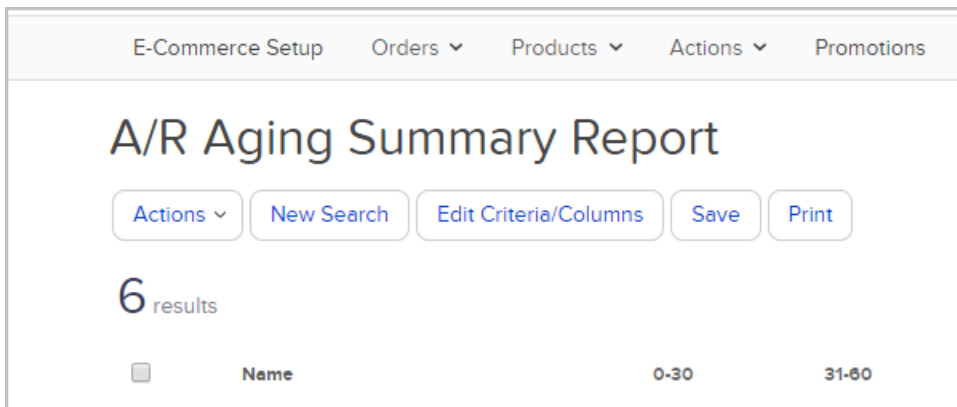 E-Commerce Setup Orders Products Actions Promotions
A/R Aging Summary Report
Actions New Search Edit Criteria/Columns Save Print
6 results
Name 0-30 31-60